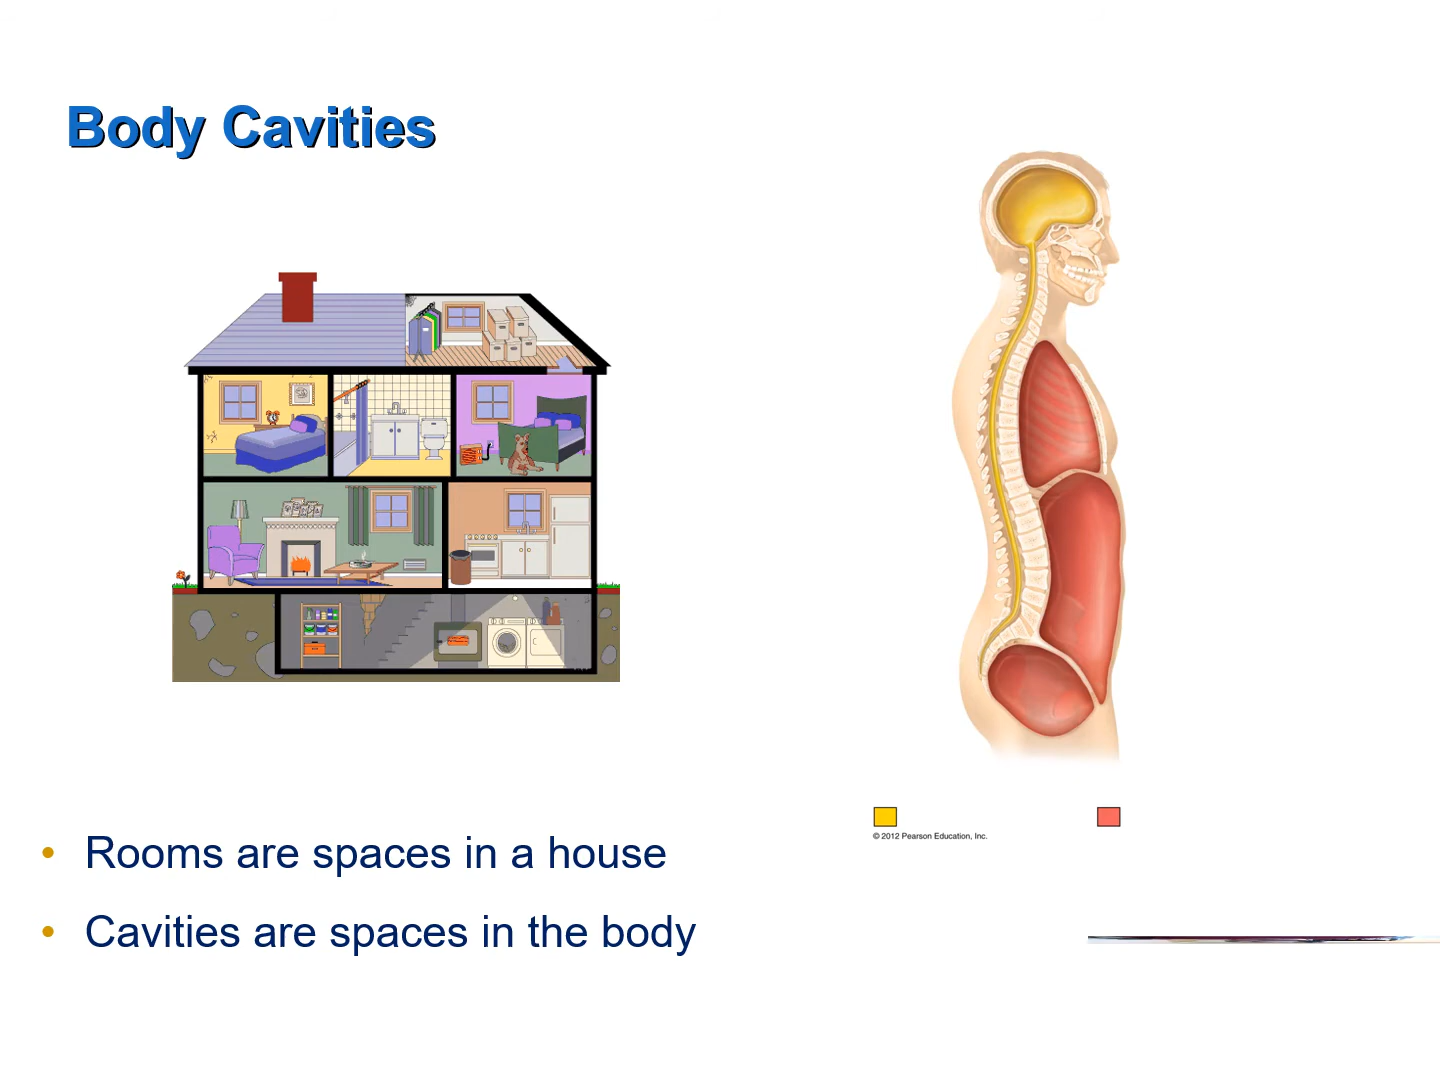 Body Cavities
© 2012 Pearson Education, Inc.
• Rooms are spaces in a house
• Cavities are spaces in the body